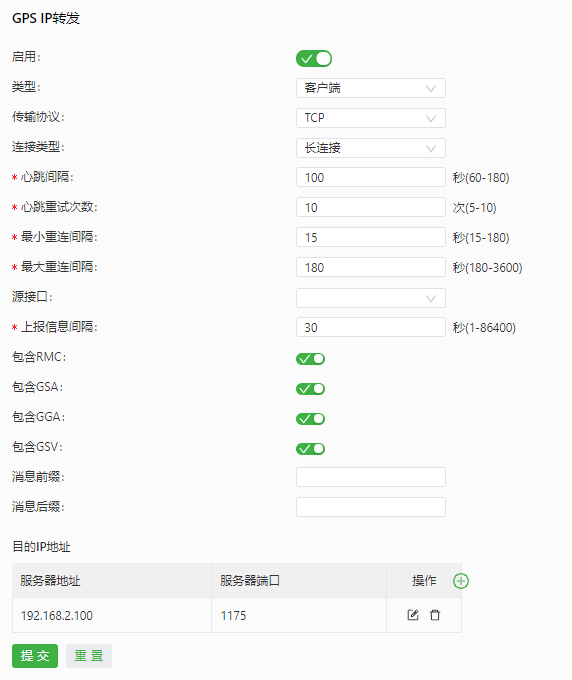 GPS IP转发
启用:
类型: 客户端
传输协议: TCP
连接类型: 长连接
* 心跳间隔: 100 秒(60-180)
* 心跳重试次数: 10 次(5-10)
* 最小重连间隔: 15 秒(15-180)
* 最大重连间隔: 180 秒(180-3600)
源接口:
* 上报信息间隔: 30 秒(1-86400)
包含RMC:
包含GSA:
包含GGA:
包含GSV:
消息前缀:
消息后缀:
目的IP地址
服务器地址 服务器端口 操作
192.168.2.100 1175
提 交 重 置